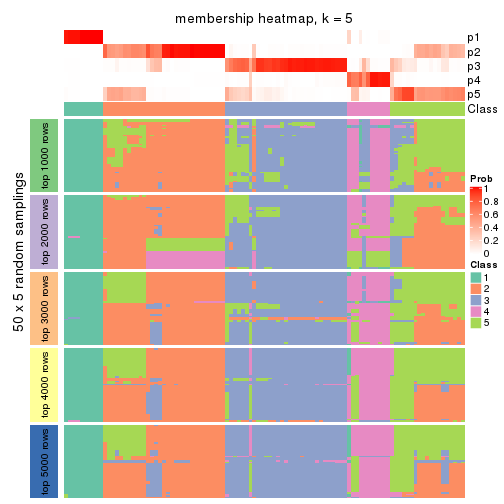 membership heatmap, k = 5
p1
p2
p3
p4
p5
Class
50 x 5 random samplings
top 1000 rows
top 2000 rows
top 3000 rows
top 4000 rows
top 5000 rows
Prob
1
0.8
0.6
0.4
0.2
0
Class
1
2
3
4
5